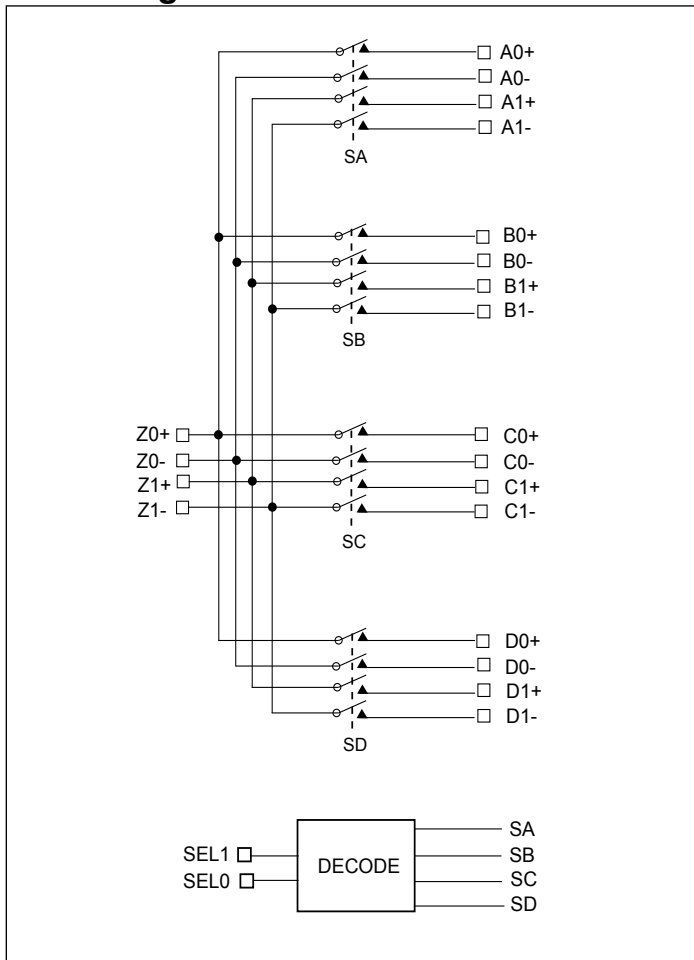 A0+
A0-
A1+
A1-
SA
B0+
B0-
B1+
B1-
SB
Z0+
Z0-
Z1+
Z1-
C0+
C0-
C1+
C1-
SC
D0+
D0-
D1+
D1-
SD
SEL1
SEL0
DECODE
SA
SB
SC
SD